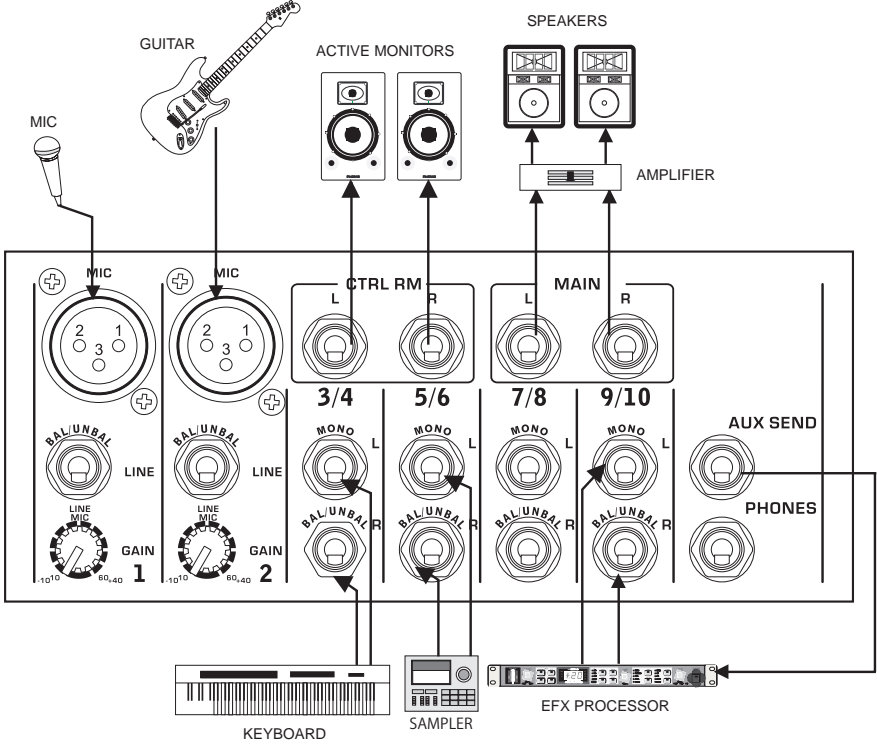 SPEAKERS
GUITAR
ACTIVE MONITORS
MIC
AMPLIFIER
MIC
MIC
CTRL RM
MAIN
L
R
L
R
2
1
3
2
1
3
3/4
5/6
7/8
9/10
AUX SEND
BAL/UNBAL
BAL/UNBAL
MONO
L
MONO
L
MONO
L
MONO
L
LINE
LINE
PHONES
LINE
MIC
LINE
MIC
BAL/UNBAL
R
BAL/UNBAL
R
BAL/UNBAL
R
BAL/UNBAL
R
GAIN
1
GAIN
2
-10 10 60 +40
-10 10 60 +40
+20
KEYBOARD
SAMPLER
EFX PROCESSOR